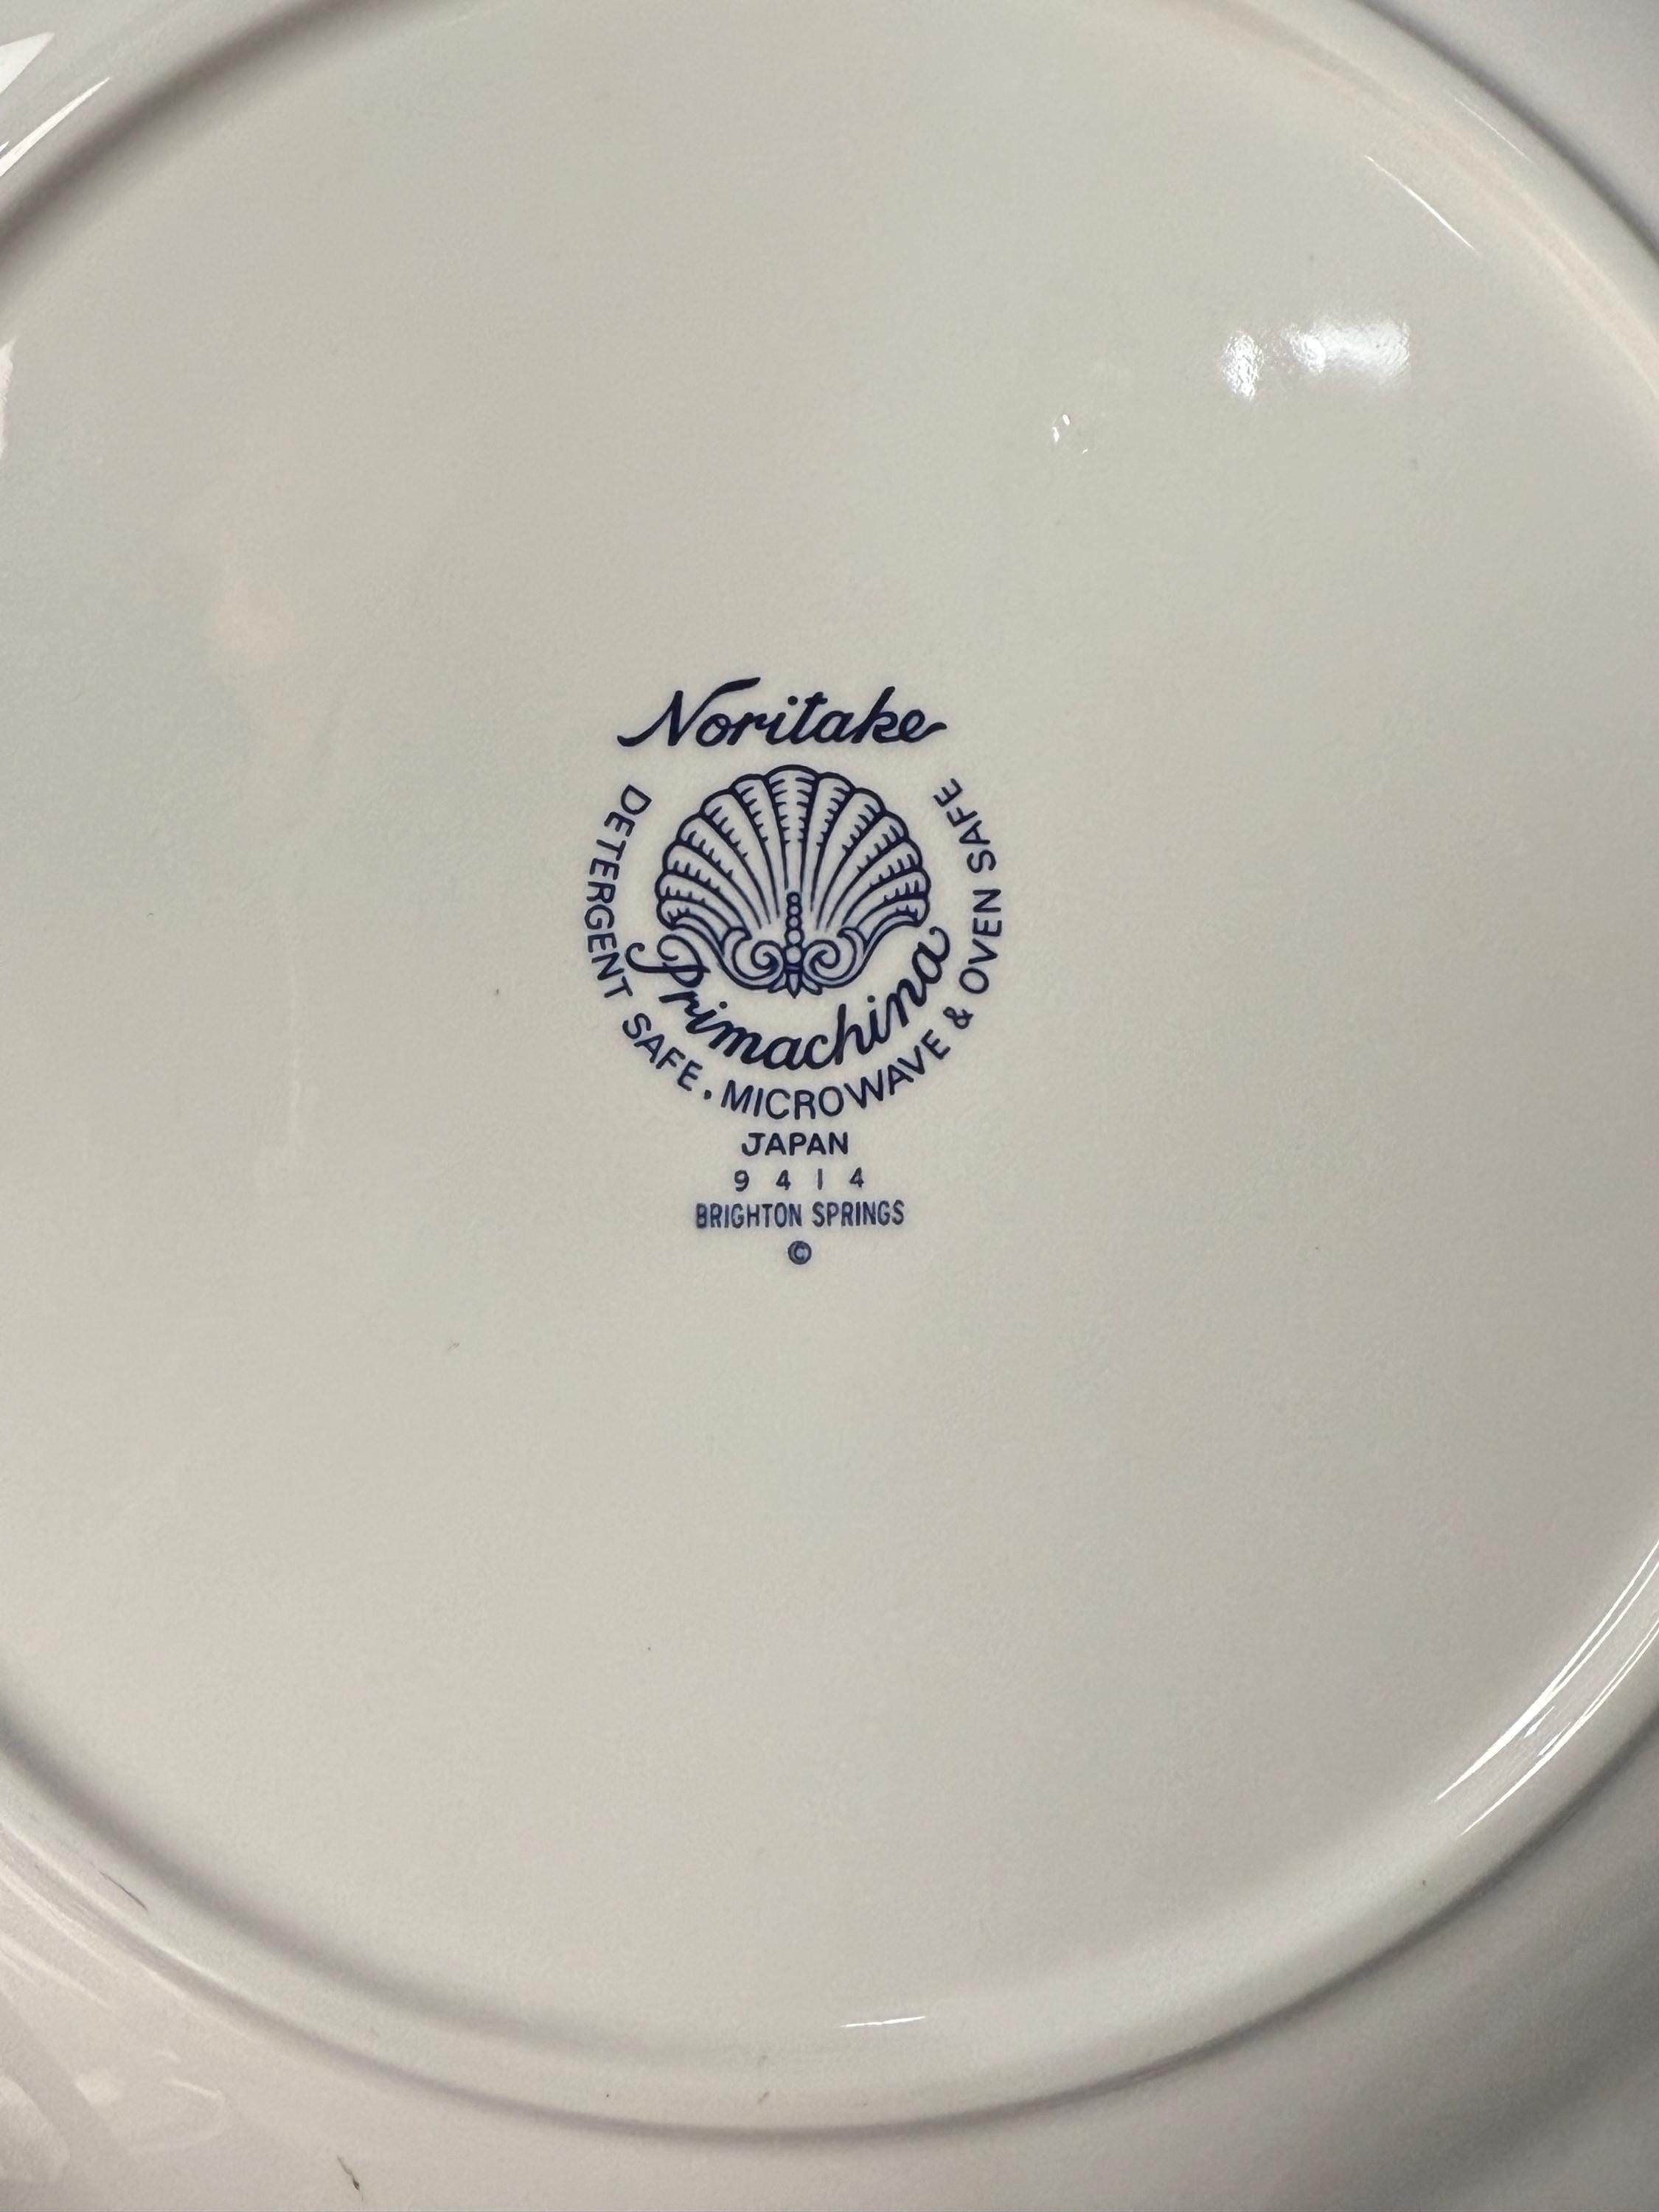 Noritake
DETERGENT SAFE. MICROWAVE & OVEN SAFE
Primachina
JAPAN
9414
BRIGHTON SPRINGS
©